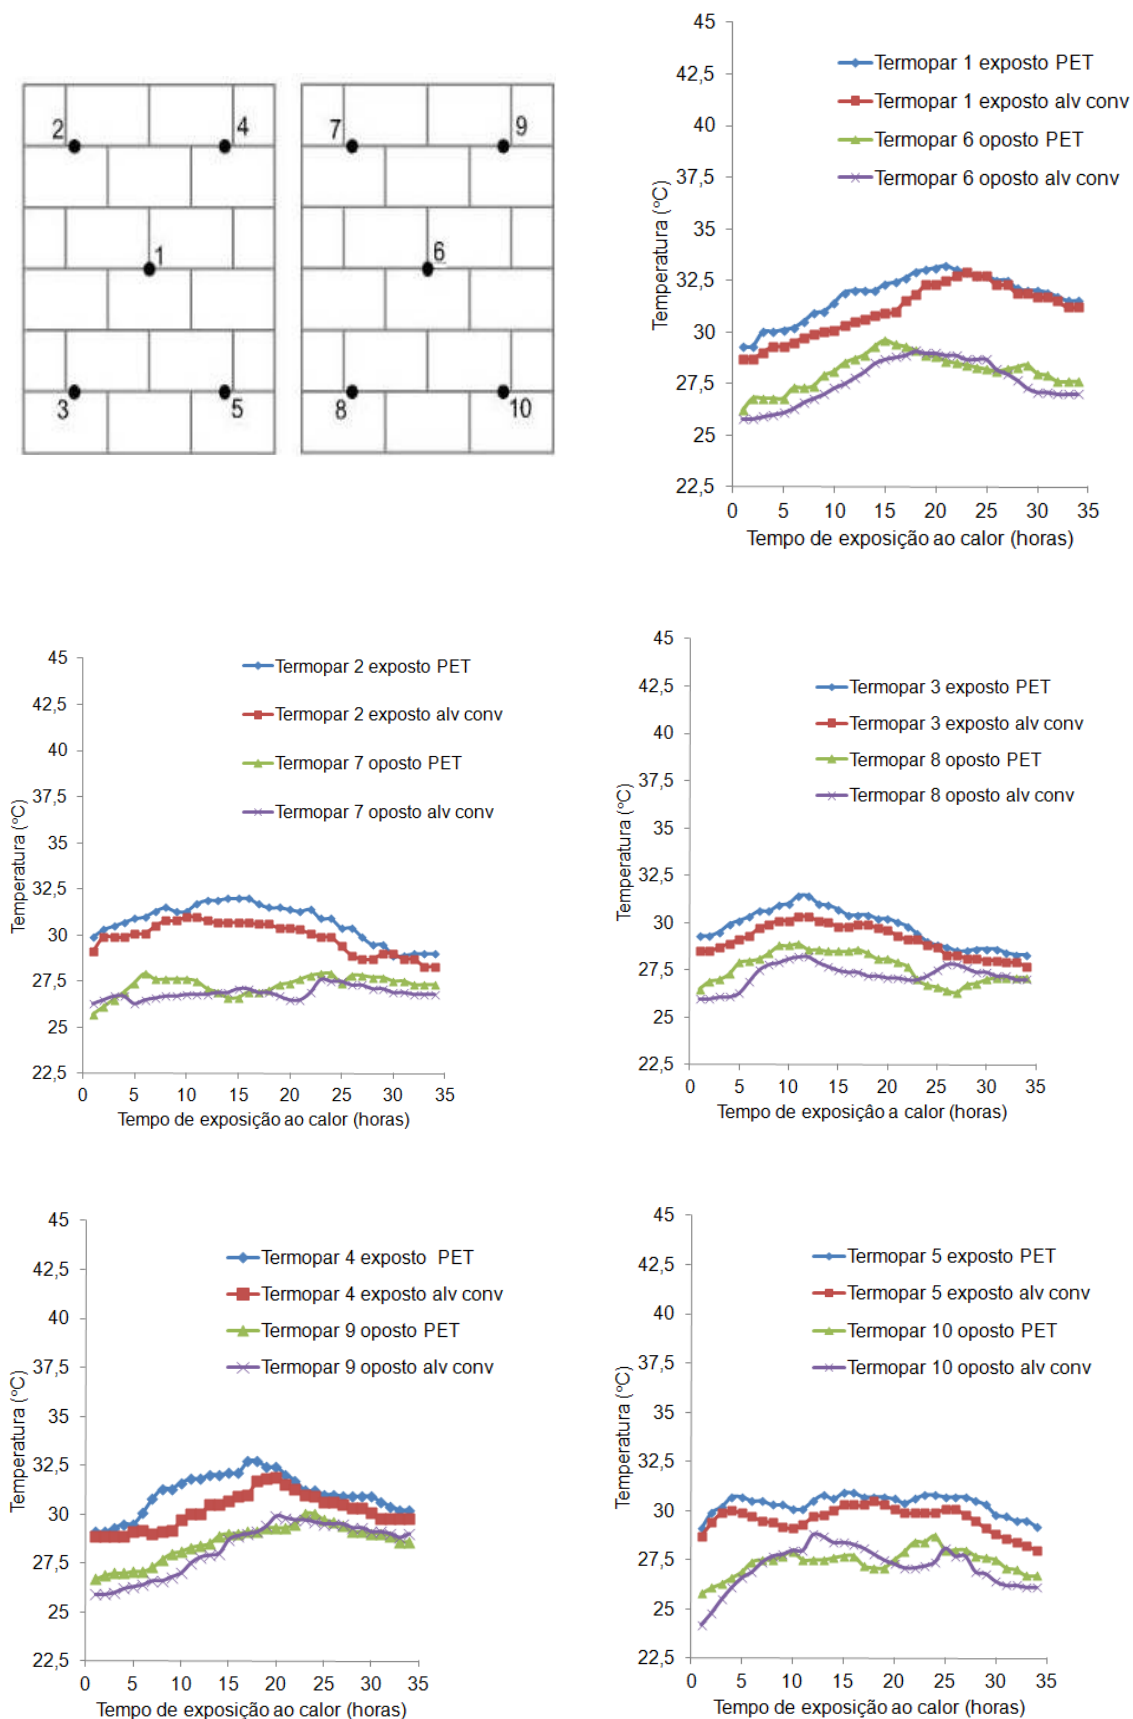 2
4
7
9
1
6
3
5
8
10
45
42,5
40
37,5
35
32,5
30
27,5
25
22,5
Temperatura (°C)
Termopar 1 exposto PET
Termopar 1 exposto alv conv
Termopar 6 oposto PET
Termopar 6 oposto alv conv
0 5 10 15 20 25 30 35
Tempo de exposição ao calor (horas)
45
42,5
40
37,5
35
32,5
30
27,5
25
22,5
Temperatura (°C)
Termopar 2 exposto PET
Termopar 2 exposto alv conv
Termopar 7 oposto PET
Termopar 7 oposto alv conv
0 5 10 15 20 25 30 35
Tempo de exposição ao calor (horas)
45
42,5
40
37,5
35
32,5
30
27,5
25
22,5
Temperatura (°C)
Termopar 3 exposto PET
Termopar 3 exposto alv conv
Termopar 8 oposto PET
Termopar 8 oposto alv conv
0 5 10 15 20 25 30 35
Tempo de exposição a calor (horas)
45
42,5
40
37,5
35
32,5
30
27,5
25
22,5
Temperatura (°C)
Termopar 4 exposto PET
Termopar 4 exposto alv conv
Termopar 9 oposto PET
Termopar 9 oposto alv conv
0 5 10 15 20 25 30 35
Tempo de exposição ao calor (horas)
45
42,5
40
37,5
35
32,5
30
27,5
25
22,5
Temperatura (°C)
Termopar 5 exposto PET
Termopar 5 exposto alv conv
Termopar 10 oposto PET
Termopar 10 oposto alv conv
0 5 10 15 20 25 30 35
Tempo de exposição ao calor (horas)